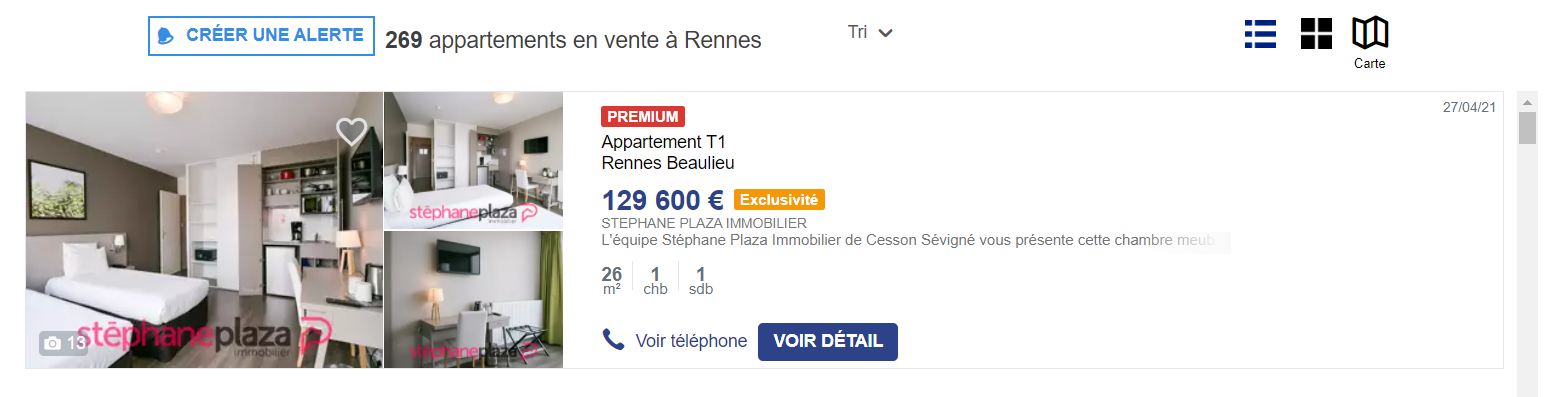 CRÉER UNE ALERTE
269 appartements en vente à Rennes
Tri
Carte
27/04/21
PREMIUM
Appartement T1
Rennes Beaulieu
129 600 € Exclusivité
STEPHANE PLAZA IMMOBILIER
L'équipe Stéphane Plaza Immobilier de Cesson Sévigné vous présente cette chambre meub
26 1 1
m² chb sdb
Voir téléphone VOIR DÉTAIL
stéphaneplaza
immobilier
13
stéphaneplaza
immobilier
stéphaneplaza
immobilier